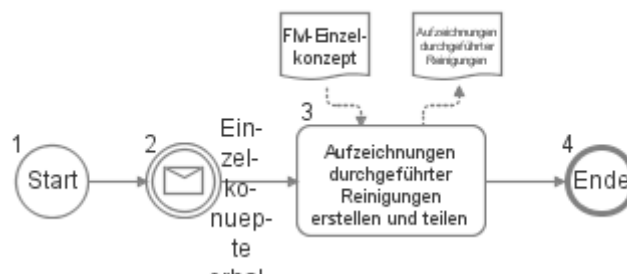 FM-Einzel-
konzept
Aufzeichnungen
durchgeführter
Reinigungen
1
Start
2
Ein-
zel-
ko-
nuep-
te
erhal-
3
Aufzeichnungen
durchgeführter
Reinigungen
erstellen und teilen
4
Ende